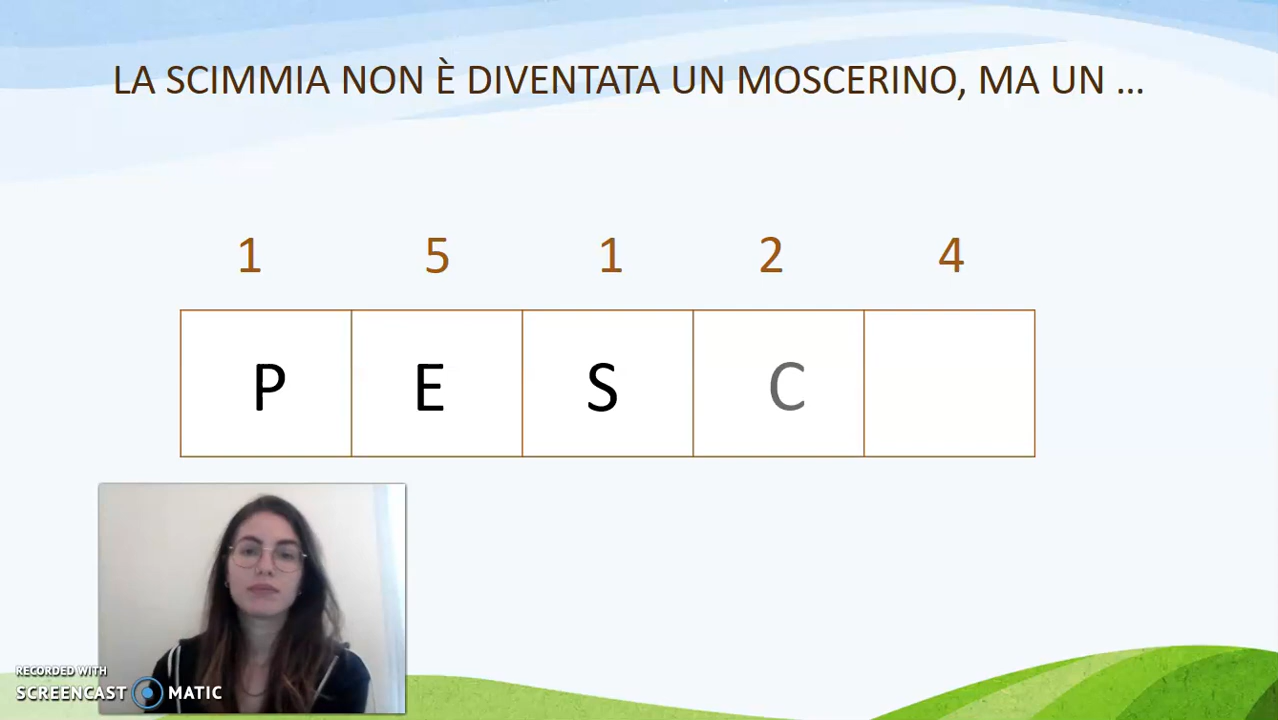 LA SCIMMIA NON È DIVENTATA UN MOSCERINO, MA UN ...
1 5 1 2 4
P E S C
RECORDED WITH
SCREENCAST MATIC